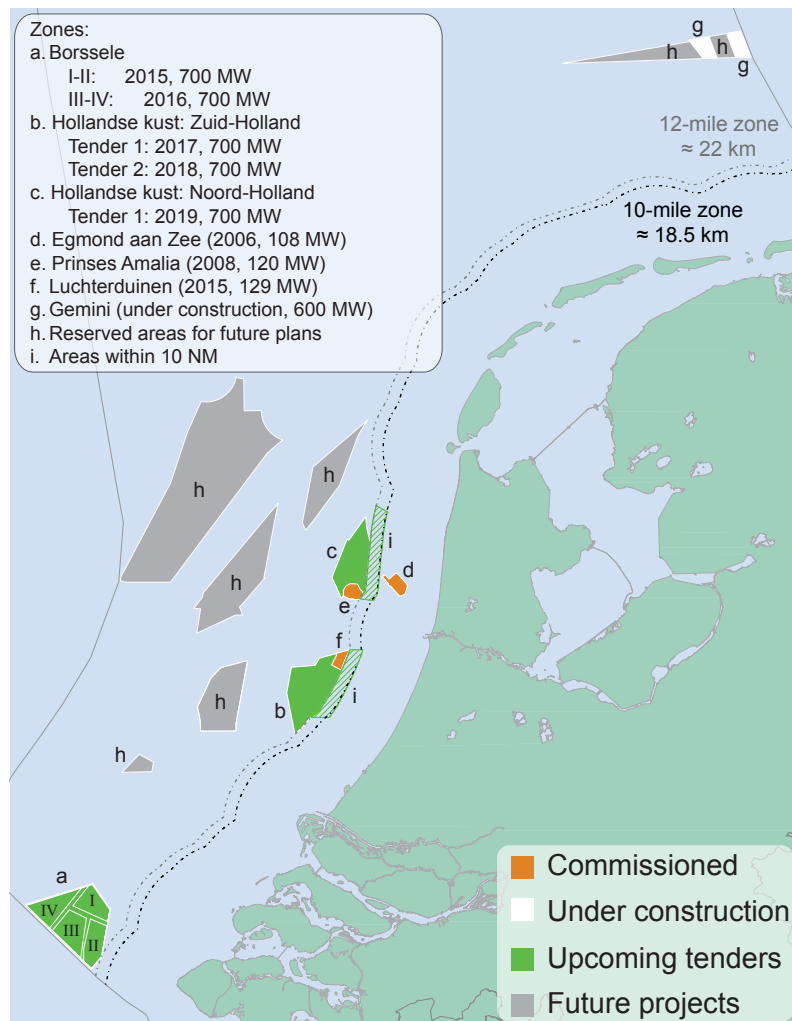 Zones:
a. Borssele
I-II: 2015, 700 MW
III-IV: 2016, 700 MW
b. Hollandse kust: Zuid-Holland
Tender 1: 2017, 700 MW
Tender 2: 2018, 700 MW
c. Hollandse kust: Noord-Holland
Tender 1: 2019, 700 MW
d. Egmond aan Zee (2006, 108 MW)
e. Prinses Amalia (2008, 120 MW)
f. Luchterduinen (2015, 129 MW)
g. Gemini (under construction, 600 MW)
h. Reserved areas for future plans
i. Areas within 10 NM
g
h
h
g
12-mile zone
≈ 22 km
10-mile zone
≈ 18.5 km
h
h
h
c
i
d
e
f
h
b
i
h
a
I
IV
III
II
Commissioned
Under construction
Upcoming tenders
Future projects